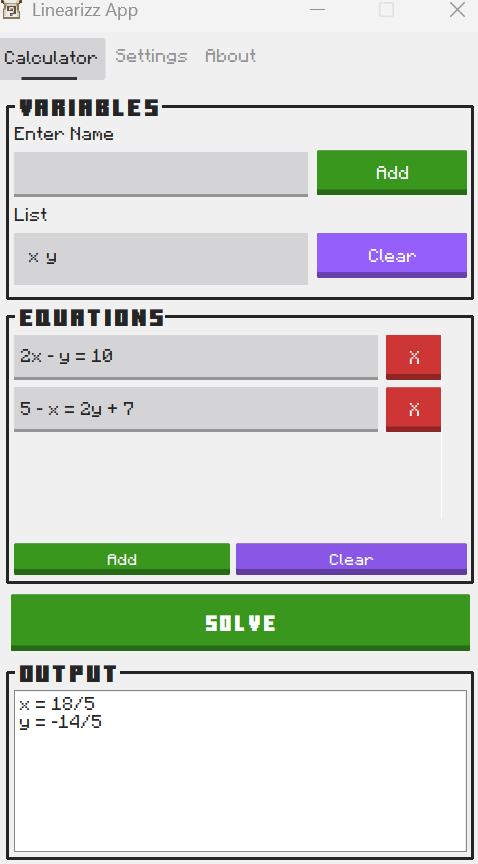 Linearizz App
Calculator Settings About
VARIABLES
Enter Name
Add
List
x y
Clear
EQUATIONS
2x - y = 10
X
5 - x = 2y + 7
X
Add
Clear
SOLVE
OUTPUT
x = 18/5
y = -14/5